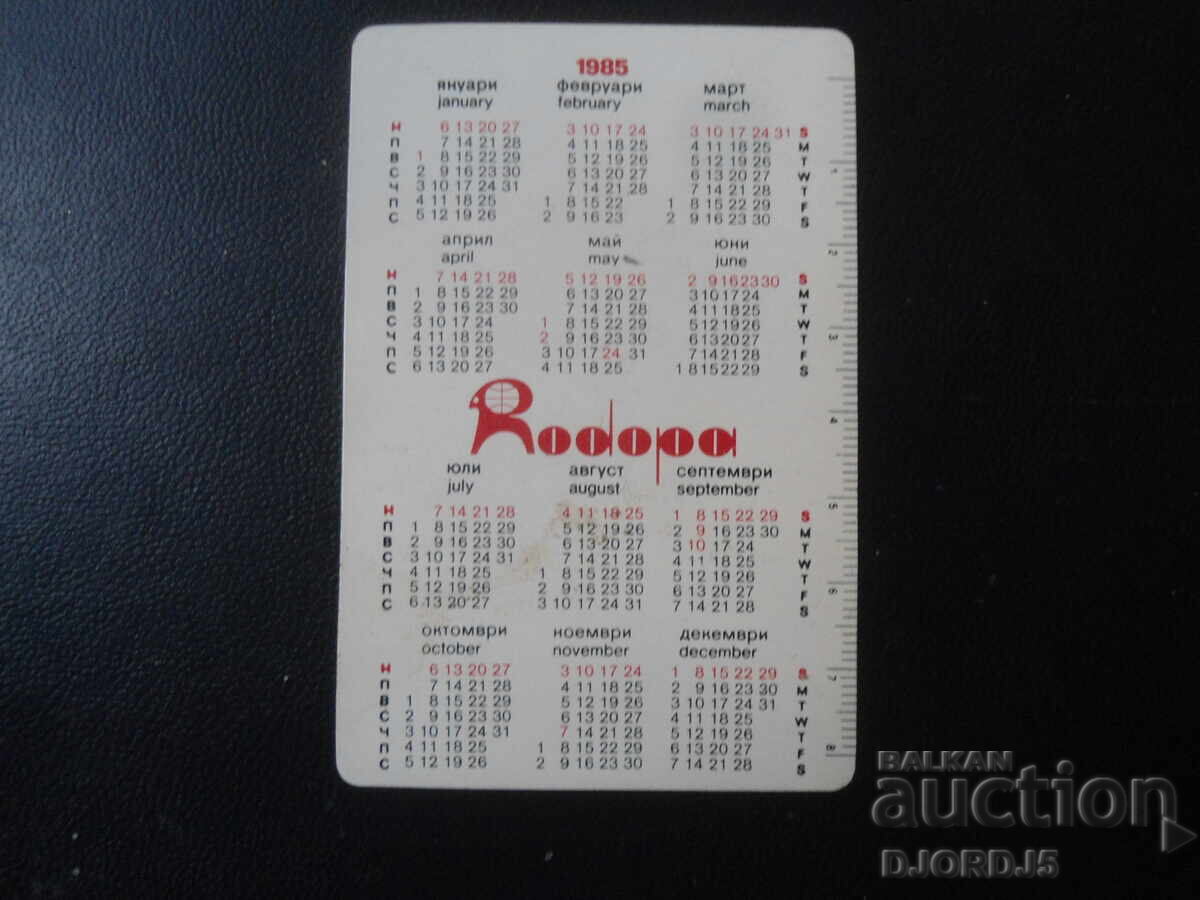 1985
януари февруари март
january february march
Н 6 13 20 27 3 10 17 24 3 10 17 24 31 S
П 7 14 21 28 4 11 18 25 4 11 18 25 M
В 1 8 15 22 29 5 12 19 26 5 12 19 26 T
С 2 9 16 23 30 6 13 20 27 6 13 20 27 W
Ч 3 10 17 24 31 7 14 21 28 7 14 21 28 T
П 4 11 18 25 1 8 15 22 1 8 15 22 29 F
С 5 12 19 26 2 9 16 23 2 9 16 23 30 S
април май юни
april may june
Н 7 14 21 28 5 12 19 26 2 9 16 23 30 S
П 1 8 15 22 29 6 13 20 27 3 10 17 24 M
В 2 9 16 23 30 7 14 21 28 4 11 18 25 T
С 3 10 17 24 1 8 15 22 29 5 12 19 26 W
Ч 4 11 18 25 2 9 16 23 30 6 13 20 27 T
П 5 12 19 26 3 10 17 24 31 7 14 21 28 F
С 6 13 20 27 4 11 18 25 1 8 15 22 29 S
Rodopa
юли август септември
july august september
Н 7 14 21 28 4 11 18 25 1 8 15 22 29 S
П 1 8 15 22 29 5 12 19 26 2 9 16 23 30 M
В 2 9 16 23 30 6 13 20 27 3 10 17 24 T
С 3 10 17 24 31 7 14 21 28 4 11 18 25 W
Ч 4 11 18 25 1 8 15 22 29 5 12 19 26 T
П 5 12 19 26 2 9 16 23 30 6 13 20 27 F
С 6 13 20 27 3 10 17 24 31 7 14 21 28 S
октомври ноември декември
october november december
Н 6 13 20 27 3 10 17 24 1 8 15 22 29 S
П 7 14 21 28 4 11 18 25 2 9 16 23 30 M
В 1 8 15 22 29 5 12 19 26 3 10 17 24 31 T
С 2 9 16 23 30 6 13 20 27 4 11 18 25 W
Ч 3 10 17 24 31 7 14 21 28 5 12 19 26 T
П 4 11 18 25 1 8 15 22 29 6 13 20 27 F
С 5 12 19 26 2 9 16 23 30 7 14 21 28 S
1
2
3
4
5
6
7
8
BALKAN
auction
DJORDJ5